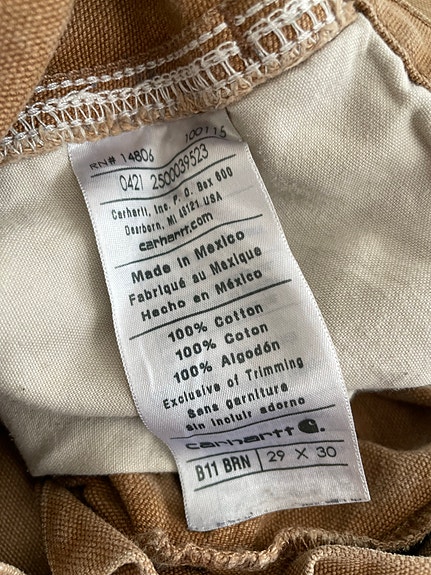 RN# 14806 100115
0421 2500039523
Carhartt, Inc. P. O. Box 600
Dearborn, MI 48121 USA
carhartt.com
Made in Mexico
Fabriqué au Mexique
Hecho en México
100% Cotton
100% Coton
100% Algodón
Exclusive of Trimming
Sans garniture
sin incluir adorno
carhartt
B11 BRN 29 X 30